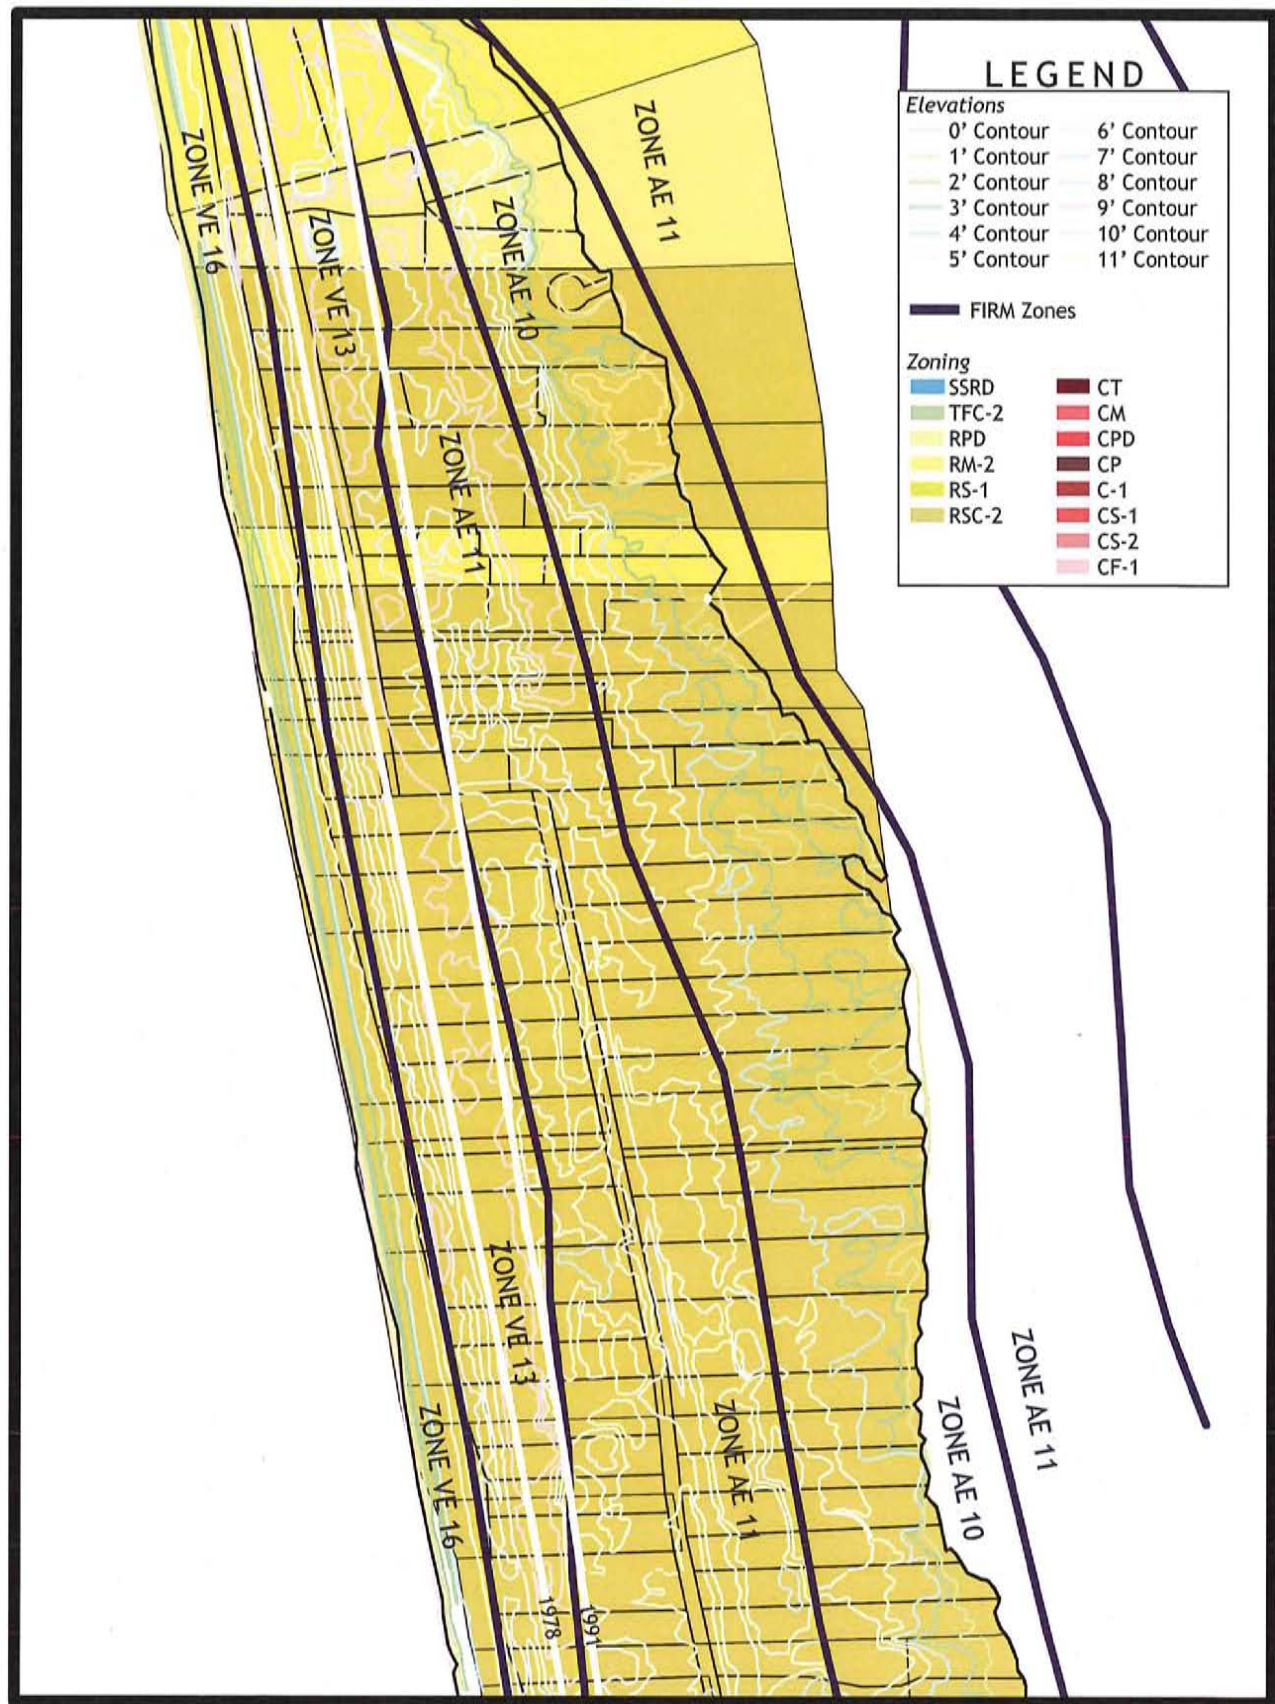 LEGEND
Elevations
0' Contour
1' Contour
2' Contour
3' Contour
4' Contour
5' Contour
6' Contour
7' Contour
8' Contour
9' Contour
10' Contour
11' Contour
FIRM Zones
Zoning
SSRD
TFC-2
RPD
RM-2
RS-1
RSC-2
CT
CM
CPD
CP
C-1
CS-1
CS-2
CF-1
ZONE VE 16
ZONE VE 13
ZONE AE 10
ZONE AE 11
ZONE AE 11
ZONE VE 13
ZONE VE 16
ZONE AE 11
ZONE AE 10
ZONE AE 11
1978
1991